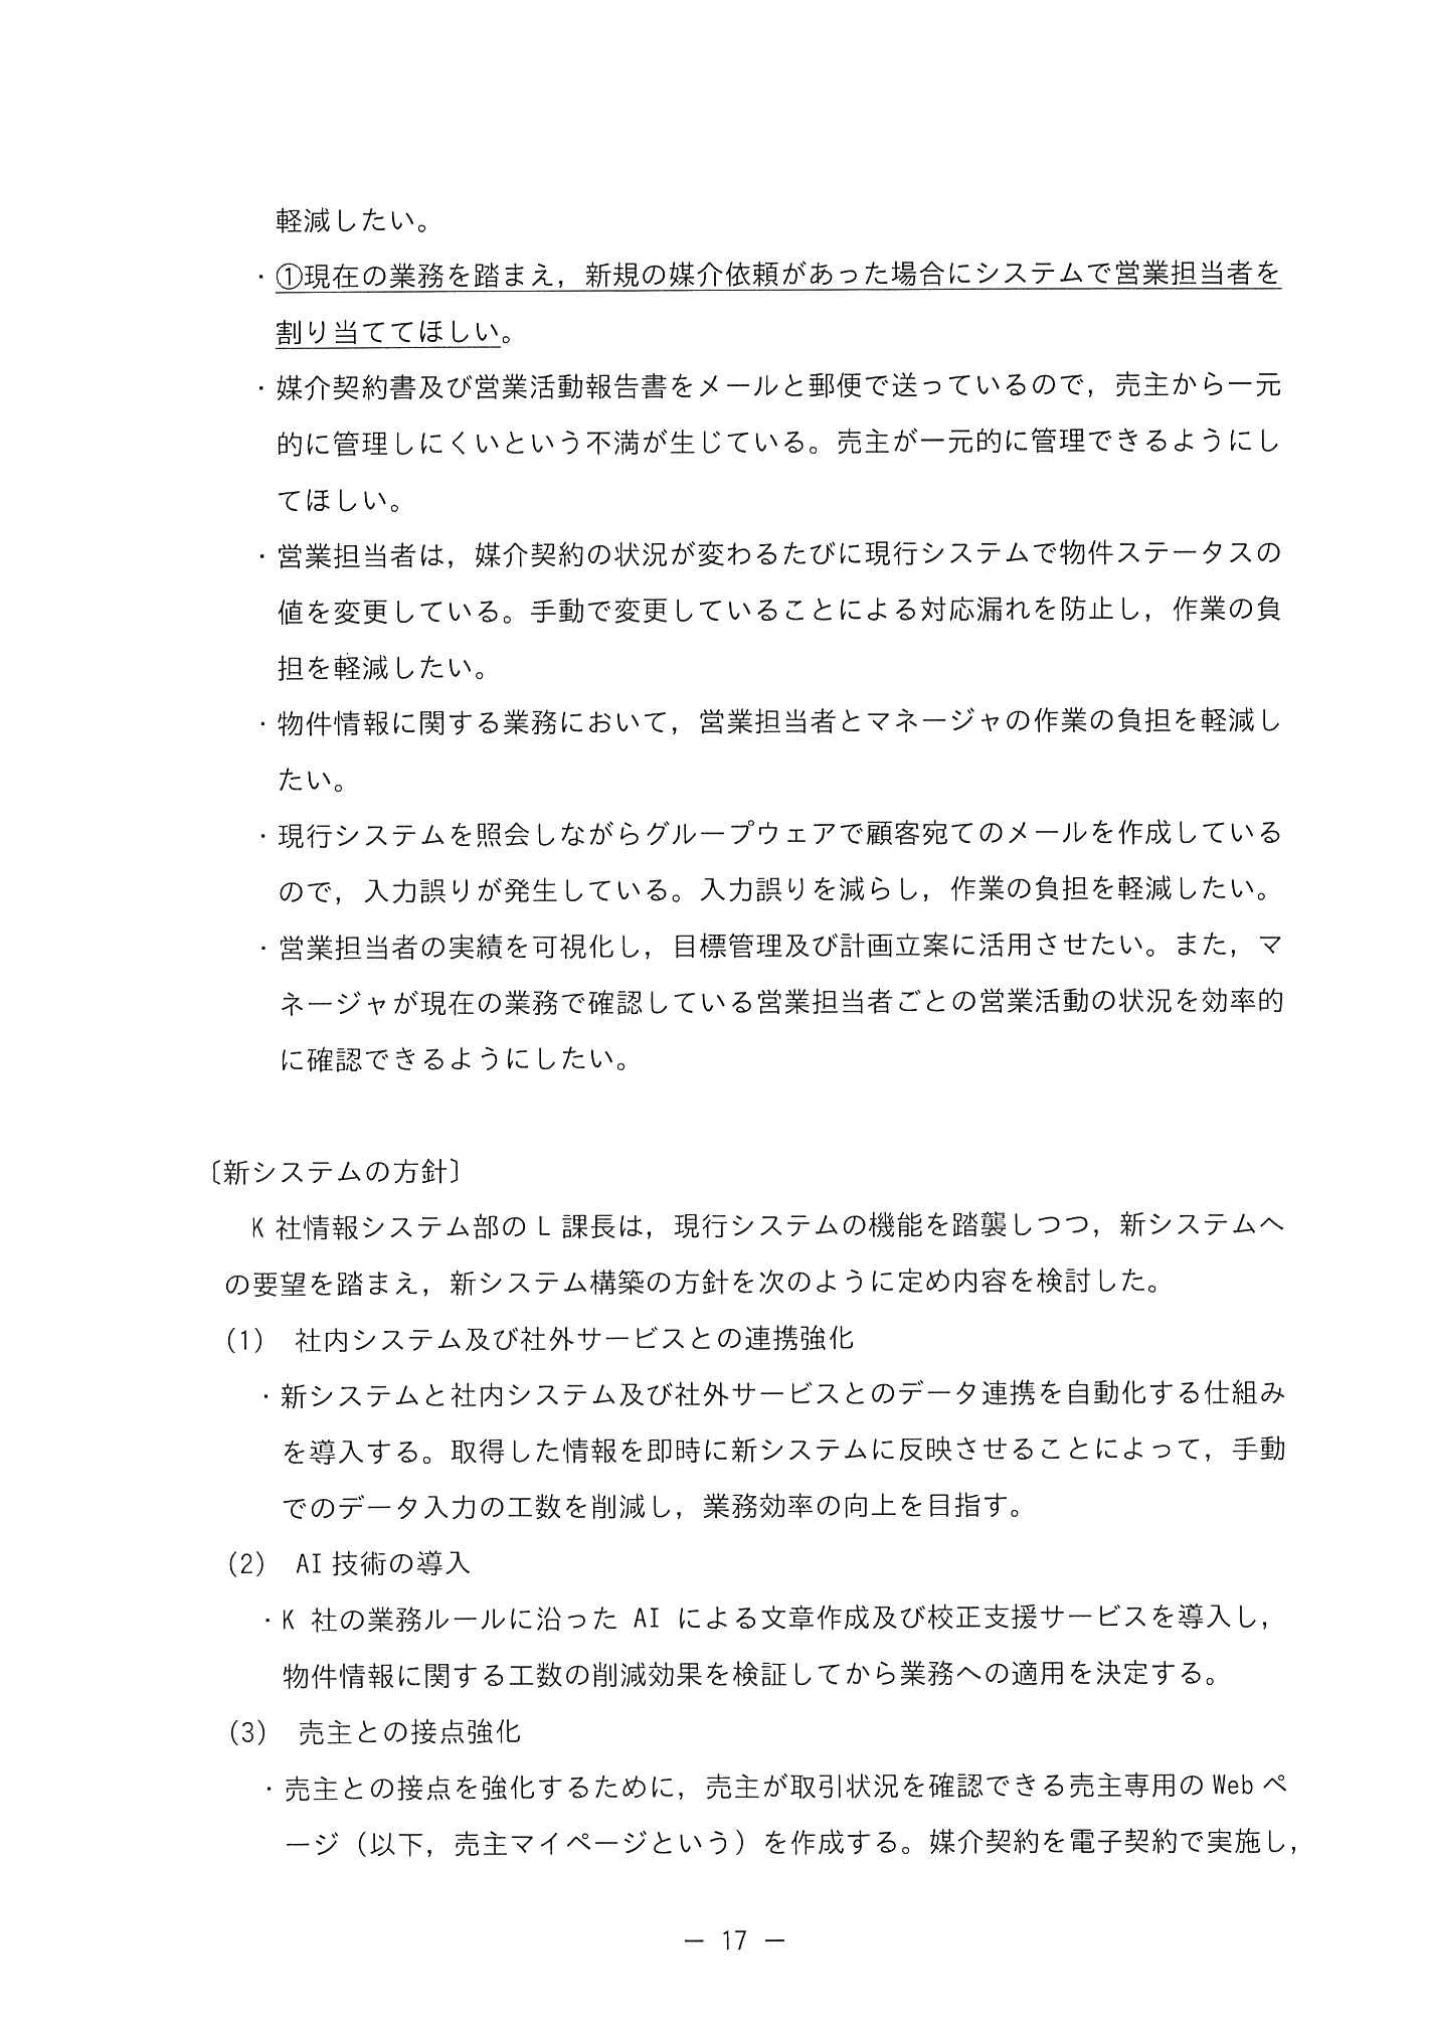 軽減したい。
・①現在の業務を踏まえ，新規の媒介依頼があった場合にシステムで営業担当者を
割り当ててほしい。
・媒介契約書及び営業活動報告書をメールと郵便で送っているので，売主から一元
的に管理しにくいという不満が生じている。売主が一元的に管理できるようにし
てほしい。
・営業担当者は，媒介契約の状況が変わるたびに現行システムで物件ステータスの
値を変更している。手動で変更していることによる対応漏れを防止し，作業の負
担を軽減したい。
・物件情報に関する業務において，営業担当者とマネージャの作業の負担を軽減し
たい。
・現行システムを照会しながらグループウェアで顧客宛てのメールを作成している
ので，入力誤りが発生している。入力誤りを減らし，作業の負担を軽減したい。
・営業担当者の実績を可視化し，目標管理及び計画立案に活用させたい。また，マ
ネージャが現在の業務で確認している営業担当者ごとの営業活動の状況を効率的
に確認できるようにしたい。
〔新システムの方針〕
K 社情報システム部の L 課長は，現行システムの機能を踏襲しつつ，新システムへ
の要望を踏まえ，新システム構築の方針を次のように定め内容を検討した。
(1) 社内システム及び社外サービスとの連携強化
・新システムと社内システム及び社外サービスとのデータ連携を自動化する仕組み
を導入する。取得した情報を即時に新システムに反映させることによって，手動
でのデータ入力の工数を削減し，業務効率の向上を目指す。
(2) AI 技術の導入
・K 社の業務ルールに沿った AI による文章作成及び校正支援サービスを導入し，
物件情報に関する工数の削減効果を検証してから業務への適用を決定する。
(3) 売主との接点強化
・売主との接点を強化するために，売主が取引状況を確認できる売主専用の Web ペ
ージ（以下，売主マイページという）を作成する。媒介契約を電子契約で実施し，
― 17 ―